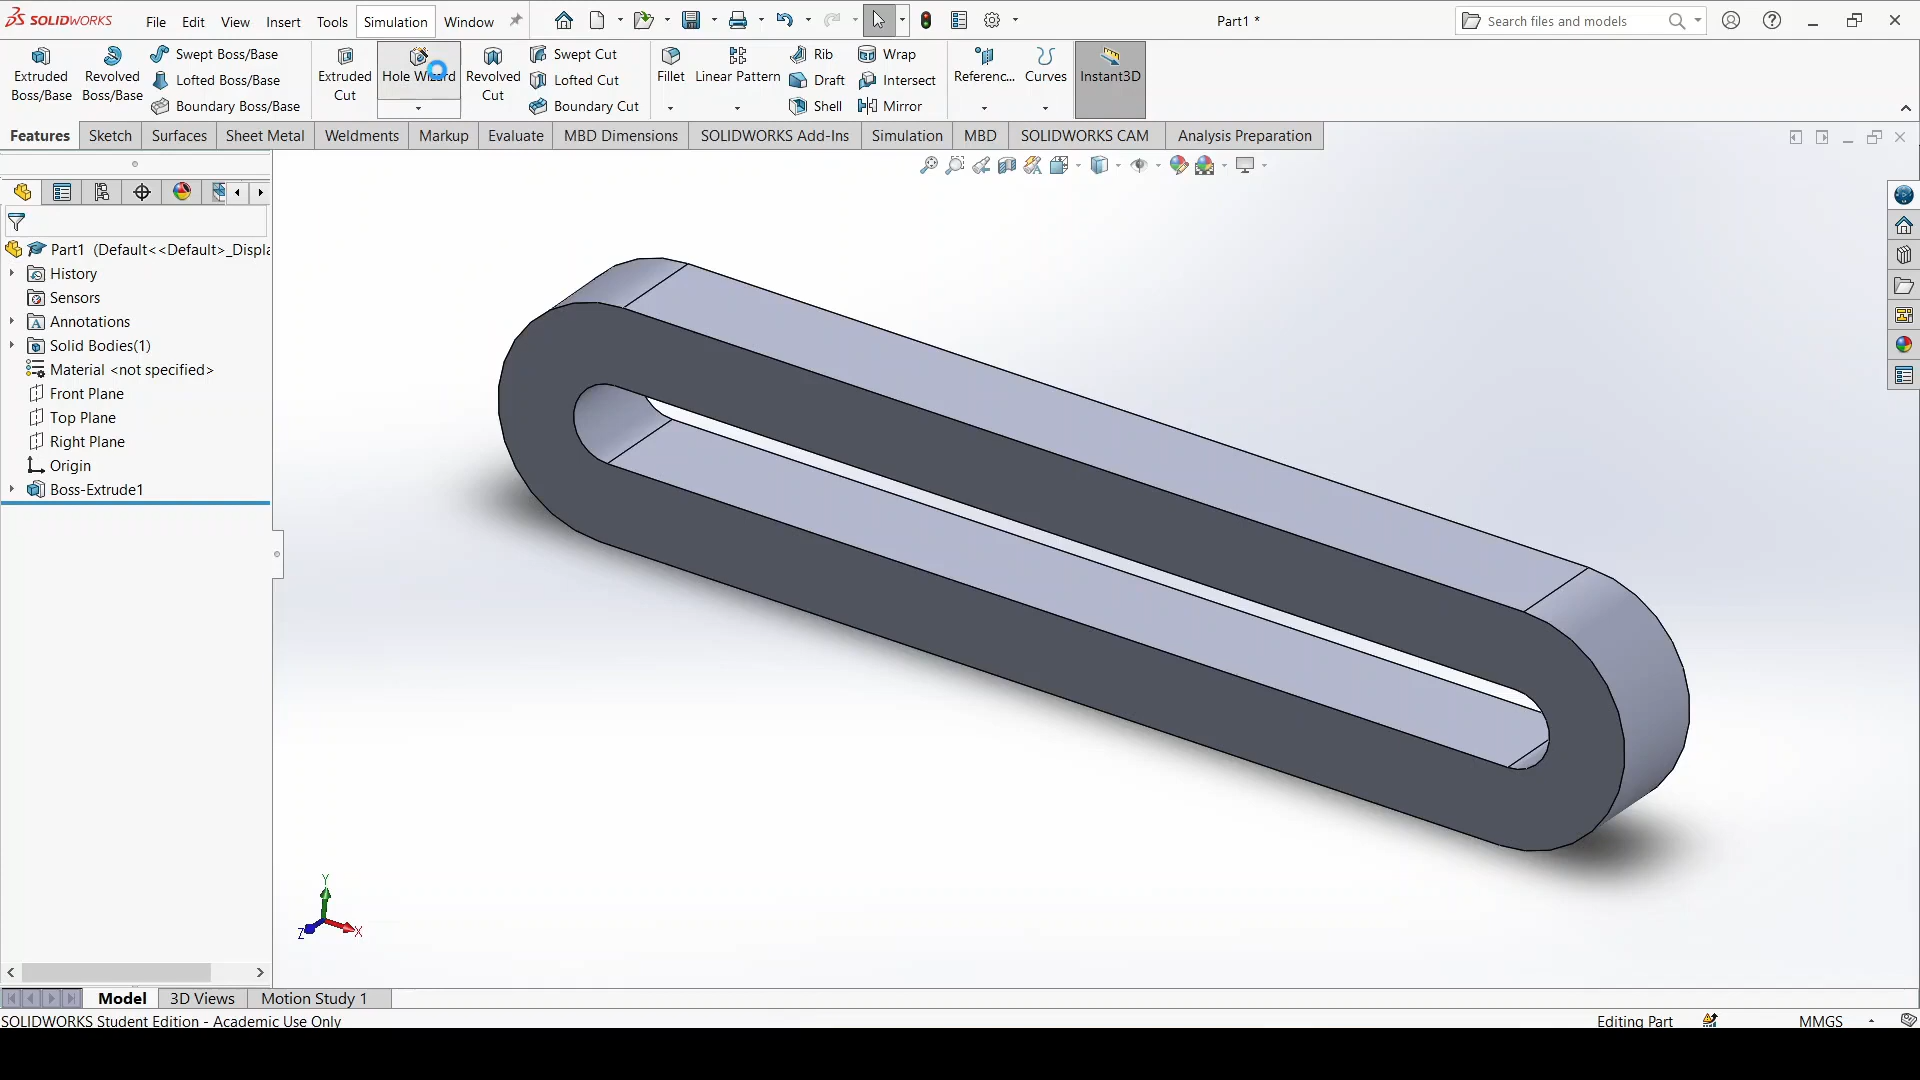 SOLIDWORKS
File Edit View Insert Tools Simulation Window
Part1 *
Search files and models
Extruded Boss/Base
Revolved Boss/Base
Swept Boss/Base
Lofted Boss/Base
Boundary Boss/Base
Extruded Cut
Hole Wizard
Revolved Cut
Swept Cut
Lofted Cut
Boundary Cut
Fillet
Linear Pattern
Rib
Draft
Shell
Wrap
Intersect
Mirror
Referenc...
Curves
Instant3D
Features Sketch Surfaces Sheet Metal Weldments Markup Evaluate MBD Dimensions SOLIDWORKS Add-Ins Simulation MBD SOLIDWORKS CAM Analysis Preparation
Part1 (Default<<Default>_Displa
History
Sensors
Annotations
Solid Bodies(1)
Material <not specified>
Front Plane
Top Plane
Right Plane
Origin
Boss-Extrude1
Y
Z
X
Model 3D Views Motion Study 1
SOLIDWORKS Student Edition - Academic Use Only
Editing Part
MMGS